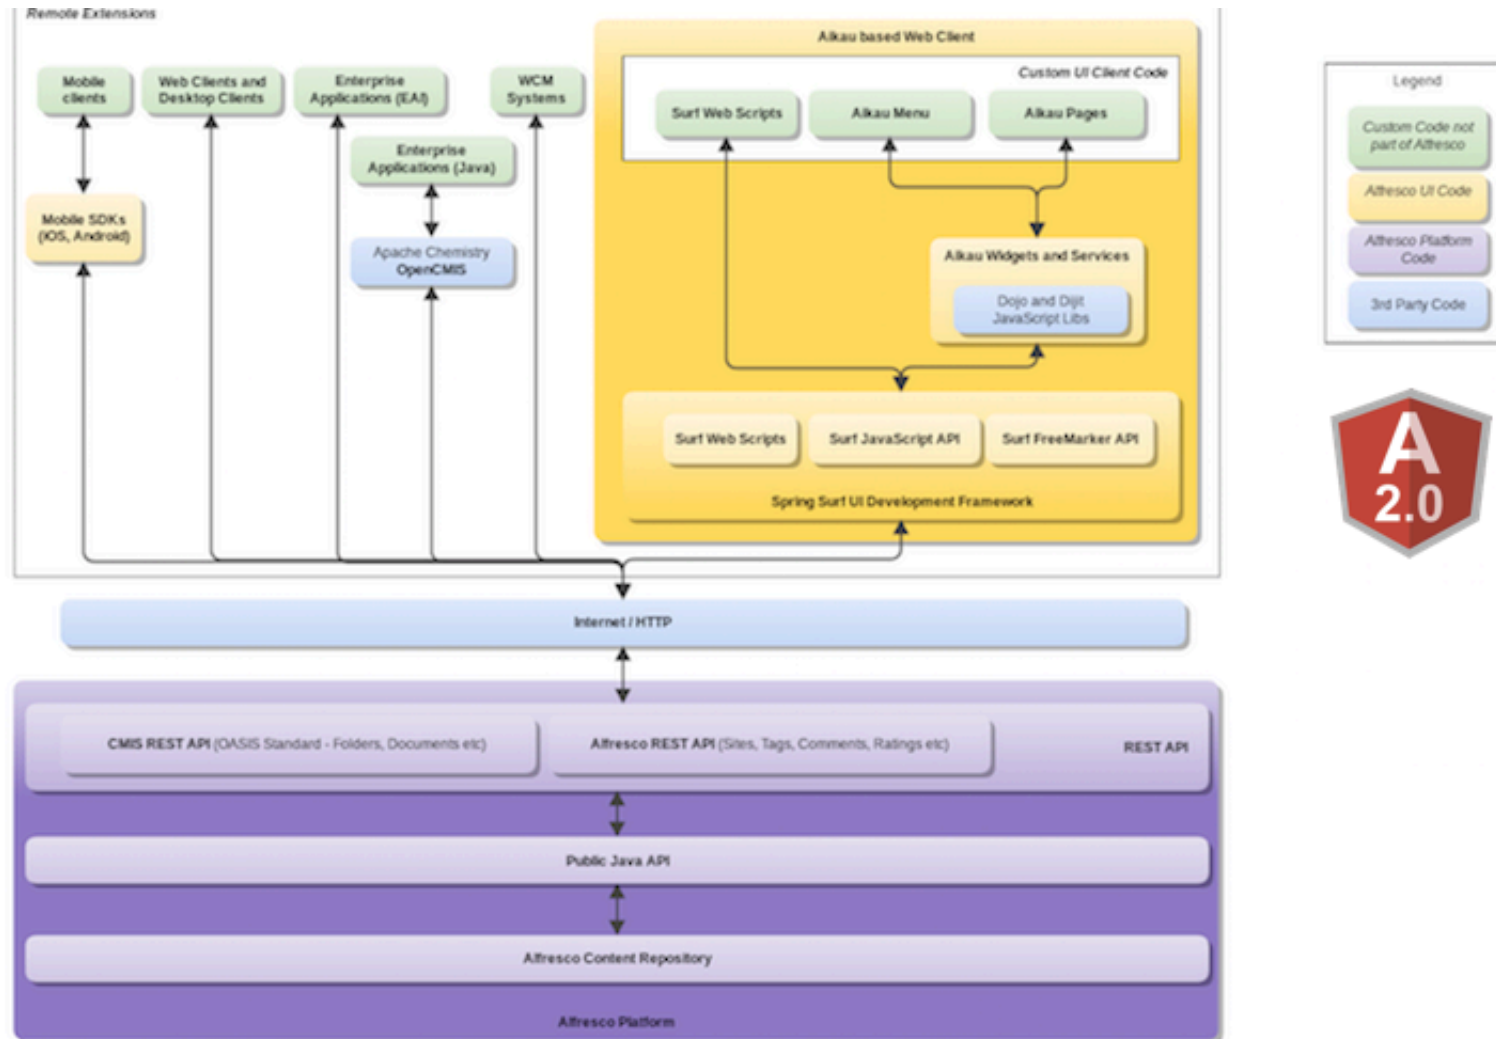 Remote Extensions
Aikau based Web Client
Mobile
clients
Web Clients and
Desktop Clients
Enterprise
Applications (EAI)
WCM
Systems
Custom UI Client Code
Surf Web Scripts
Aikau Menu
Aikau Pages
Enterprise
Applications (Java)
Mobile SDKs
(iOS, Android)
Apache Chemistry
OpenCMIS
Aikau Widgets and Services
Dojo and Dijit
JavaScript Libs
Surf Web Scripts
Surf JavaScript API
Surf FreeMarker API
Spring Surf UI Development Framework
Internet / HTTP
CMIS REST API (OASIS Standard - Folders, Documents etc)
Alfresco REST API (Sites, Tags, Comments, Ratings etc)
REST API
Public Java API
Alfresco Content Repository
Alfresco Platform
Legend
Custom Code not
part of Alfresco
Alfresco UI Code
Alfresco Platform
Code
3rd Party Code
A
2.0